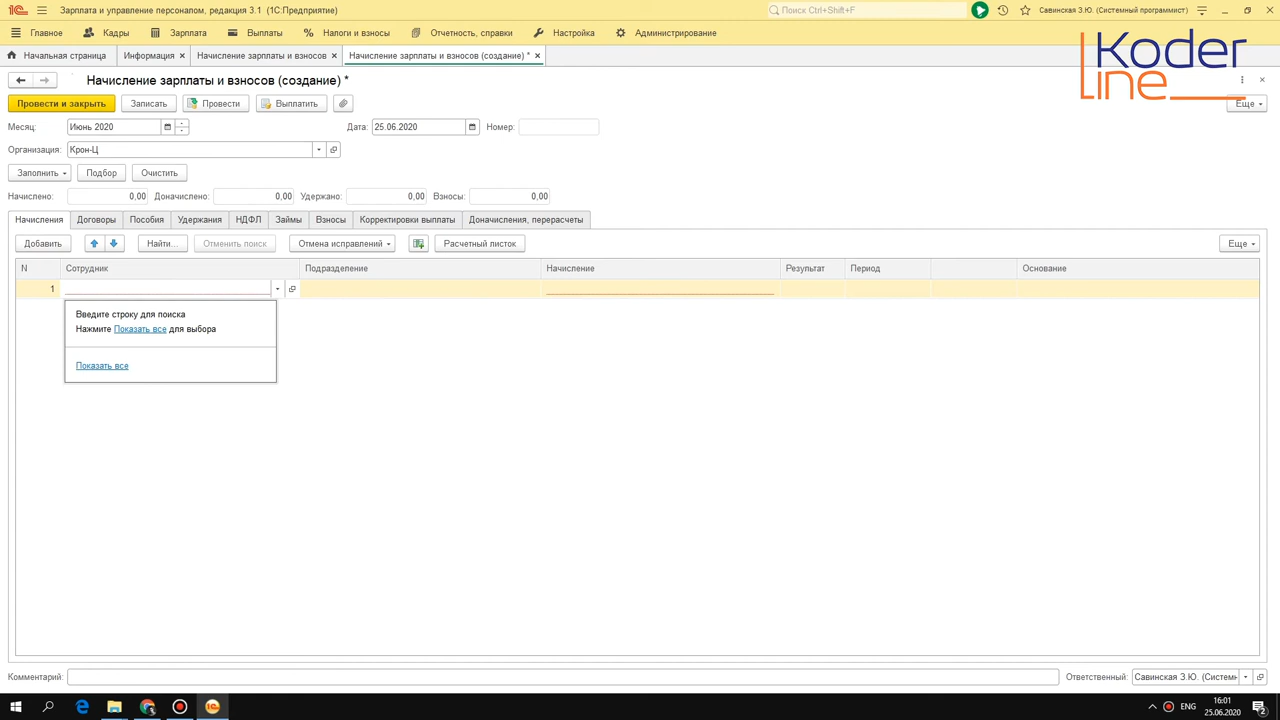 Зарплата и управление персоналом, редакция 3.1 (1С:Предприятие)
Поиск Ctrl+Shift+F
Савинская З.Ю. (Системный программист)
Главное Кадры Зарплата Выплаты Налоги и взносы Отчетность, справки Настройка Администрирование
Начальная страница Информация Начисление зарплаты и взносов Начисление зарплаты и взносов (создание) *
Koder
line
Начисление зарплаты и взносов (создание) *
Провести и закрыть Записать Провести Выплатить Еще
Месяц: Июнь 2020 Дата: 25.06.2020 Номер:
Организация: Крон-Ц
Заполнить Подбор Очистить
Начислено: 0,00 Доначислено: 0,00 Удержано: 0,00 Взносы: 0,00
Начисления Договоры Пособия Удержания НДФЛ Займы Взносы Корректировки выплаты Доначисления, перерасчеты
Добавить Найти... Отменить поиск Отмена исправлений Расчетный листок Еще
N Сотрудник Подразделение Начисление Результат Период Основание
1
Введите строку для поиска
Нажмите Показать все для выбора
Показать все
Комментарий: Ответственный: Савинская З.Ю. (Систем
ENG
16:01
25.06.2020
2